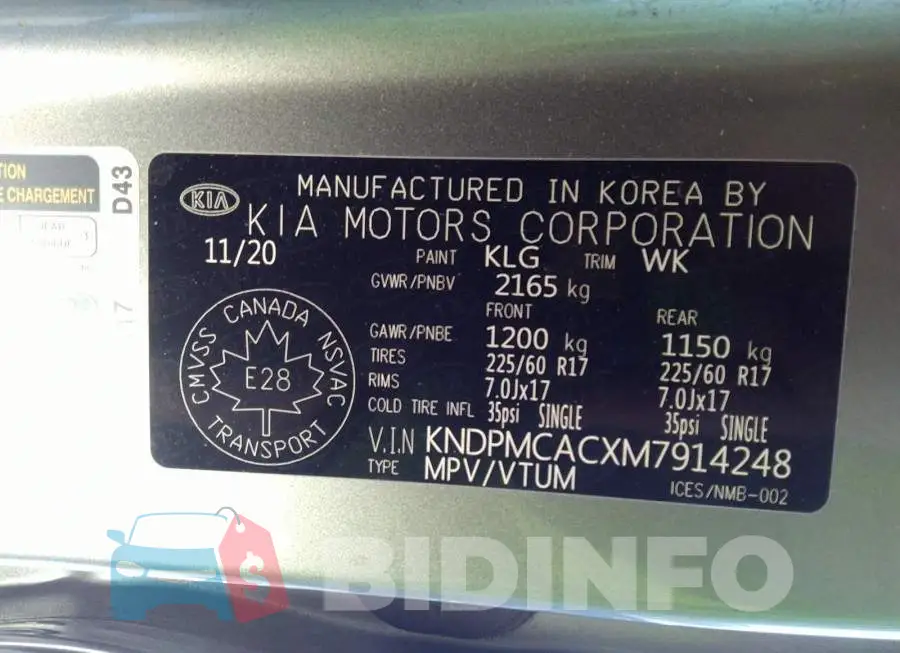 TION
E CHARGEMENT
D43
KIA
MANUFACTURED IN KOREA BY
KIA MOTORS CORPORATION
11/20 PAINT KLG TRIM WK
GVWR/PNBV 2165 kg
FRONT REAR
GAWR/PNBE 1200 kg 1150 kg
TIRES 225/60 R17 225/60 R17
RIMS 7.0Jx17 7.0Jx17
COLD TIRE INFL 35psi SINGLE 35psi SINGLE
V.I.N KNDPMCACXM7914248
TYPE MPV/VTUM
ICES/NMB-002
CMVSS CANADA NSVAC
E28
TRANSPORT
$ BIDINFO